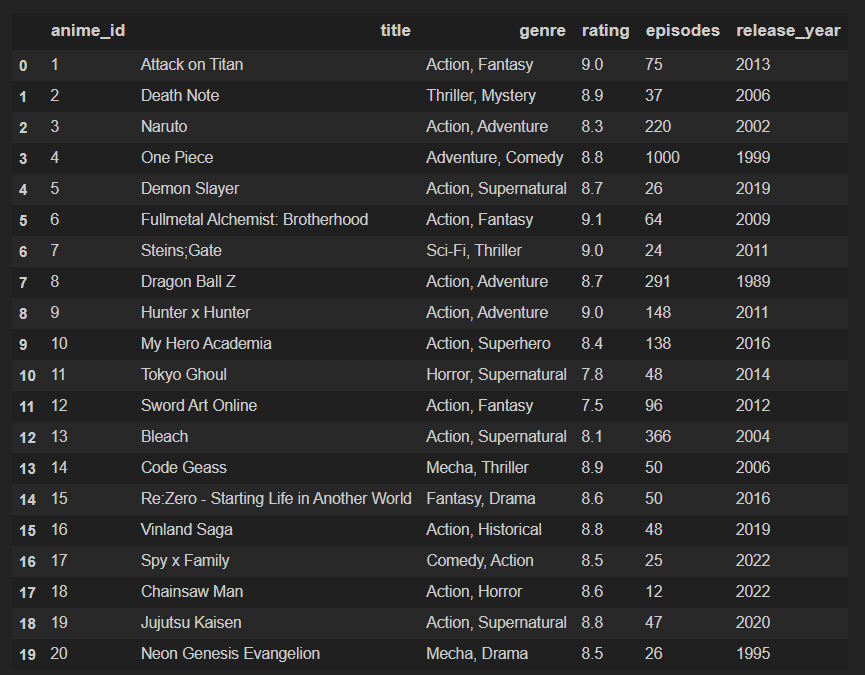 anime_id title genre rating episodes release_year
0 1 Attack on Titan Action, Fantasy 9.0 75 2013
1 2 Death Note Thriller, Mystery 8.9 37 2006
2 3 Naruto Action, Adventure 8.3 220 2002
3 4 One Piece Adventure, Comedy 8.8 1000 1999
4 5 Demon Slayer Action, Supernatural 8.7 26 2019
5 6 Fullmetal Alchemist: Brotherhood Action, Fantasy 9.1 64 2009
6 7 Steins;Gate Sci-Fi, Thriller 9.0 24 2011
7 8 Dragon Ball Z Action, Adventure 8.7 291 1989
8 9 Hunter x Hunter Action, Adventure 9.0 148 2011
9 10 My Hero Academia Action, Superhero 8.4 138 2016
10 11 Tokyo Ghoul Horror, Supernatural 7.8 48 2014
11 12 Sword Art Online Action, Fantasy 7.5 96 2012
12 13 Bleach Action, Supernatural 8.1 366 2004
13 14 Code Geass Mecha, Thriller 8.9 50 2006
14 15 Re:Zero - Starting Life in Another World Fantasy, Drama 8.6 50 2016
15 16 Vinland Saga Action, Historical 8.8 48 2019
16 17 Spy x Family Comedy, Action 8.5 25 2022
17 18 Chainsaw Man Action, Horror 8.6 12 2022
18 19 Jujutsu Kaisen Action, Supernatural 8.8 47 2020
19 20 Neon Genesis Evangelion Mecha, Drama 8.5 26 1995